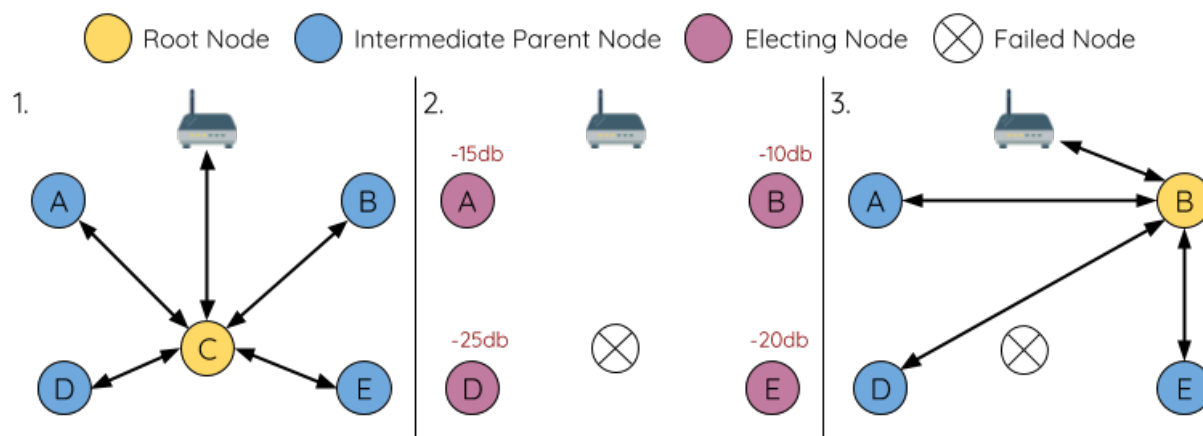 Root Node Intermediate Parent Node Electing Node Failed Node
1. 2. 3.
-15db -10db
A B A B A B
-25db -20db
C
D E D E D E